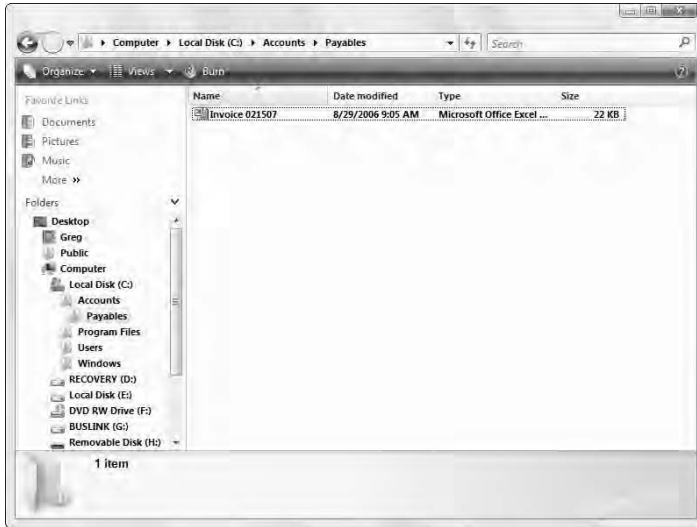 Computer Local Disk (C:) Accounts Payables Search
Organize Views Burn
Favorite Links
Documents
Pictures
Music
More »
Folders
Desktop
Greg
Public
Computer
Local Disk (C:)
Accounts
Payables
Program Files
Users
Windows
RECOVERY (D:)
Local Disk (E:)
DVD RW Drive (F:)
BUSLINK (G:)
Removable Disk (H:)
Name Date modified Type Size
Invoice 021507 8/29/2006 9:05 AM Microsoft Office Excel ... 22 KB
1 item